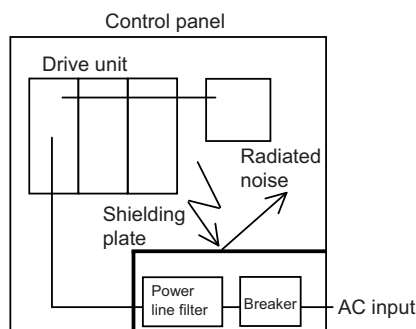 Control panel
Drive unit
Radiated
noise
Shielding
plate
Power
line filter
Breaker
AC input